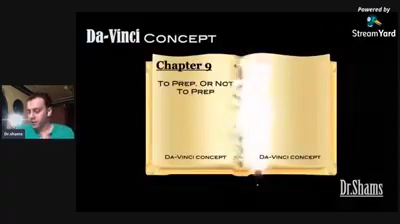 Powered by
StreamYard
Da-Vinci Concept
Chapter 9
To Prep, Or Not
To Prep
Da-Vinci concept
Da-Vinci concept
Dr.shams
Dr.Shams